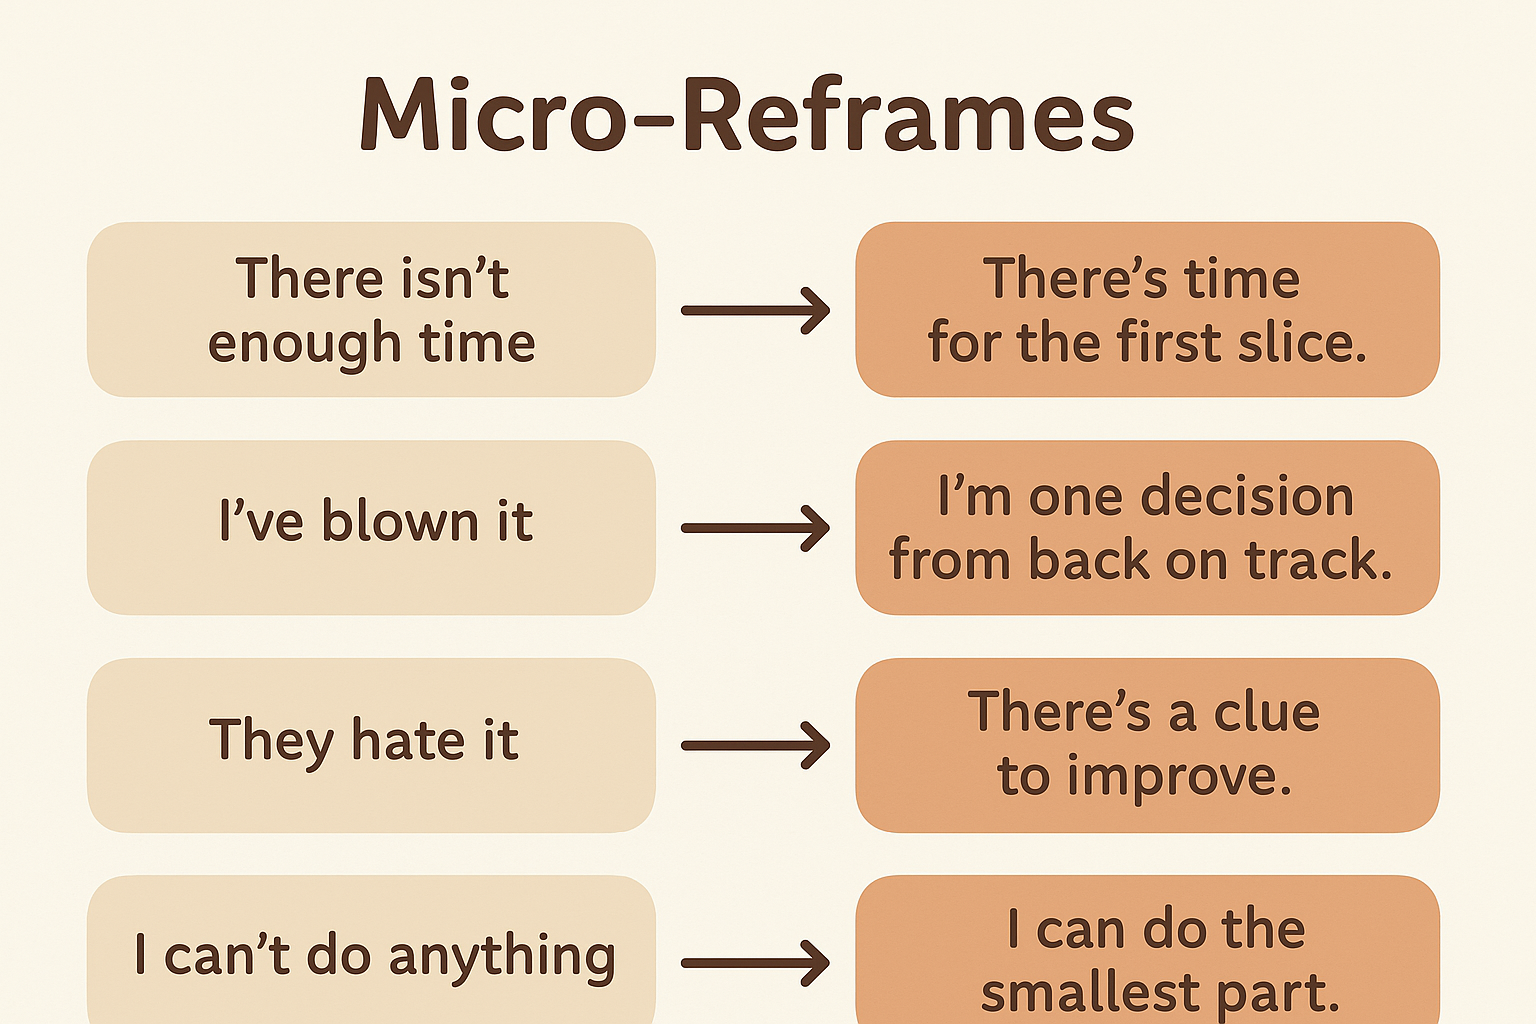 Micro-Reframes
There isn’t
enough time
There’s time
for the first slice.
I’ve blown it
I’m one decision
from back on track.
They hate it
There’s a clue
to improve.
I can’t do anything
I can do the
smallest part.